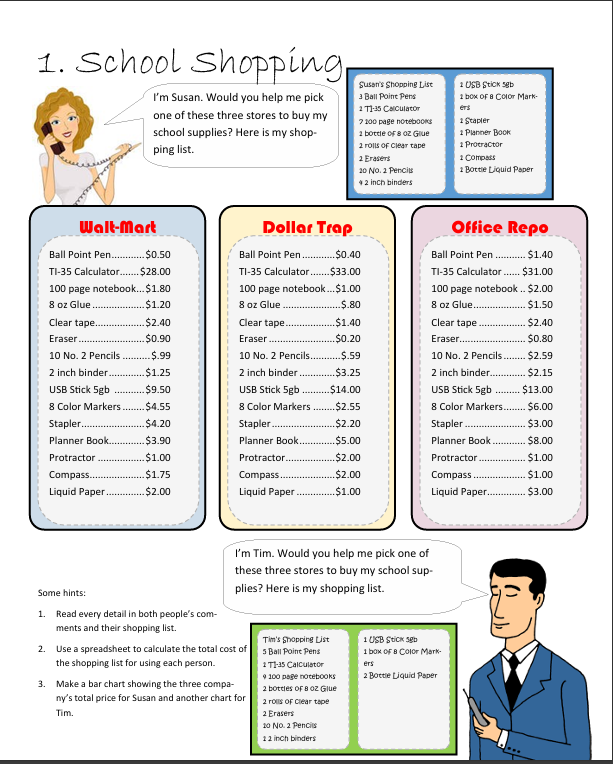 1. School Shopping
I'm Susan. Would you help me pick
one of these three stores to buy my
school supplies? Here is my shop-
ping list.
Susan's Shopping List
3 Ball Point Pens
1 TI-35 Calculator
7 100 page notebooks
1 bottle of 8 oz Glue
2 rolls of clear tape
2 Erasers
10 No. 2 Pencils
4 2 inch binders
1 USB Stick 5gb
1 box of 8 Color Mark-
ers
1 Stapler
1 Planner Book
1 Protractor
1 Compass
1 Bottle Liquid Paper
Walt-Mart
Ball Point Pen...........$0.50
TI-35 Calculator......$28.00
100 page notebook...$1.80
8 oz Glue................$1.20
Clear tape...............$2.40
Eraser....................$0.90
10 No. 2 Pencils .......$.99
2 inch binder...........$1.25
USB Stick 5gb ..........$9.50
8 Color Markers .......$4.55
Stapler...................$4.20
Planner Book...........$3.90
Protractor ..............$1.00
Compass.................$1.75
Liquid Paper............$2.00
Dollar Trap
Ball Point Pen ..........$0.40
TI-35 Calculator......$33.00
100 page notebook...$1.00
8 oz Glue .................$.80
Clear tape...............$1.40
Eraser ....................$0.20
10 No. 2 Pencils........$.59
2 inch binder...........$3.25
USB Stick 5gb ........$14.00
8 Color Markers .......$2.55
Stapler...................$2.20
Planner Book...........$5.00
Protractor...............$2.00
Compass.................$2.00
Liquid Paper............$1.00
Office Repo
Ball Point Pen ......... $1.40
TI-35 Calculator ..... $31.00
100 page notebook .. $2.00
8 oz Glue................ $1.50
Clear tape .............. $2.40
Eraser.................... $0.80
10 No. 2 Pencils ....... $2.59
2 inch binder........... $2.15
USB Stick 5gb ........ $13.00
8 Color Markers....... $6.00
Stapler................... $3.00
Planner Book .......... $8.00
Protractor .............. $1.00
Compass ................ $1.00
Liquid Paper........... $3.00
I'm Tim. Would you help me pick one of
these three stores to buy my school sup-
plies? Here is my shopping list.
Some hints:
1. Read every detail in both people's com-
ments and their shopping list.
2. Use a spreadsheet to calculate the total cost of
the shopping list for using each person.
3. Make a bar chart showing the three compa-
ny's total price for Susan and another chart for
Tim.
Tim's Shopping List
5 Ball Point Pens
1 TI-35 Calculator
4 100 page notebooks
2 bottles of 8 oz Glue
2 rolls of clear tape
2 Erasers
10 No. 2 Pencils
1 2 inch binders
1 USB Stick 5gb
1 box of 8 Color Mark-
ers
2 Bottle Liquid Paper